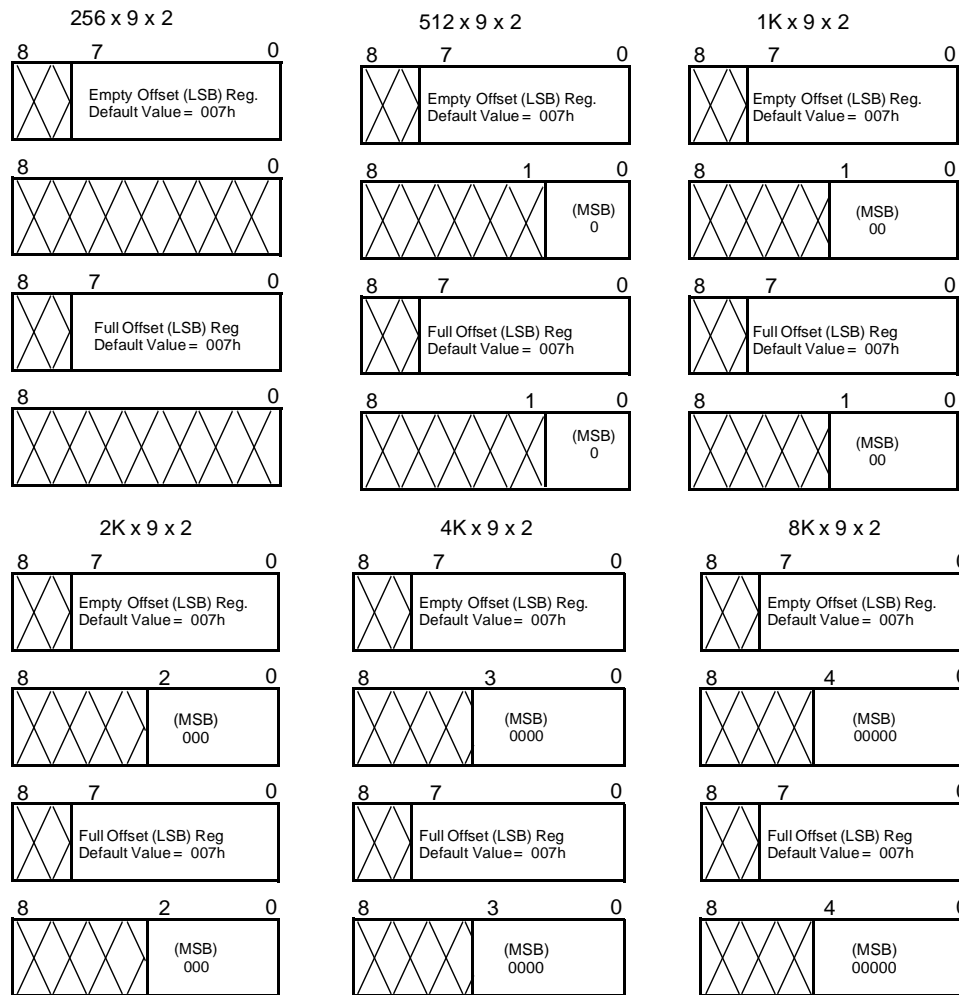 256 x 9 x 2
8 7 0
Empty Offset (LSB) Reg.
Default Value = 007h
8 0
8 7 0
Full Offset (LSB) Reg
Default Value = 007h
8 0
512 x 9 x 2
8 7 0
Empty Offset (LSB) Reg.
Default Value = 007h
8 1 0
(MSB)
0
8 7 0
Full Offset (LSB) Reg
Default Value = 007h
8 1 0
(MSB)
0
1K x 9 x 2
8 7 0
Empty Offset (LSB) Reg.
Default Value = 007h
8 1 0
(MSB)
00
8 7 0
Full Offset (LSB) Reg
Default Value = 007h
8 1 0
(MSB)
00
2K x 9 x 2
8 7 0
Empty Offset (LSB) Reg.
Default Value = 007h
8 2 0
(MSB)
000
8 7 0
Full Offset (LSB) Reg
Default Value = 007h
8 2 0
(MSB)
000
4K x 9 x 2
8 7 0
Empty Offset (LSB) Reg.
Default Value = 007h
8 3 0
(MSB)
0000
8 7 0
Full Offset (LSB) Reg
Default Value = 007h
8 3 0
(MSB)
0000
8K x 9 x 2
8 7 0
Empty Offset (LSB) Reg.
Default Value = 007h
8 4 0
(MSB)
00000
8 7 0
Full Offset (LSB) Reg
Default Value = 007h
8 4 0
(MSB)
00000